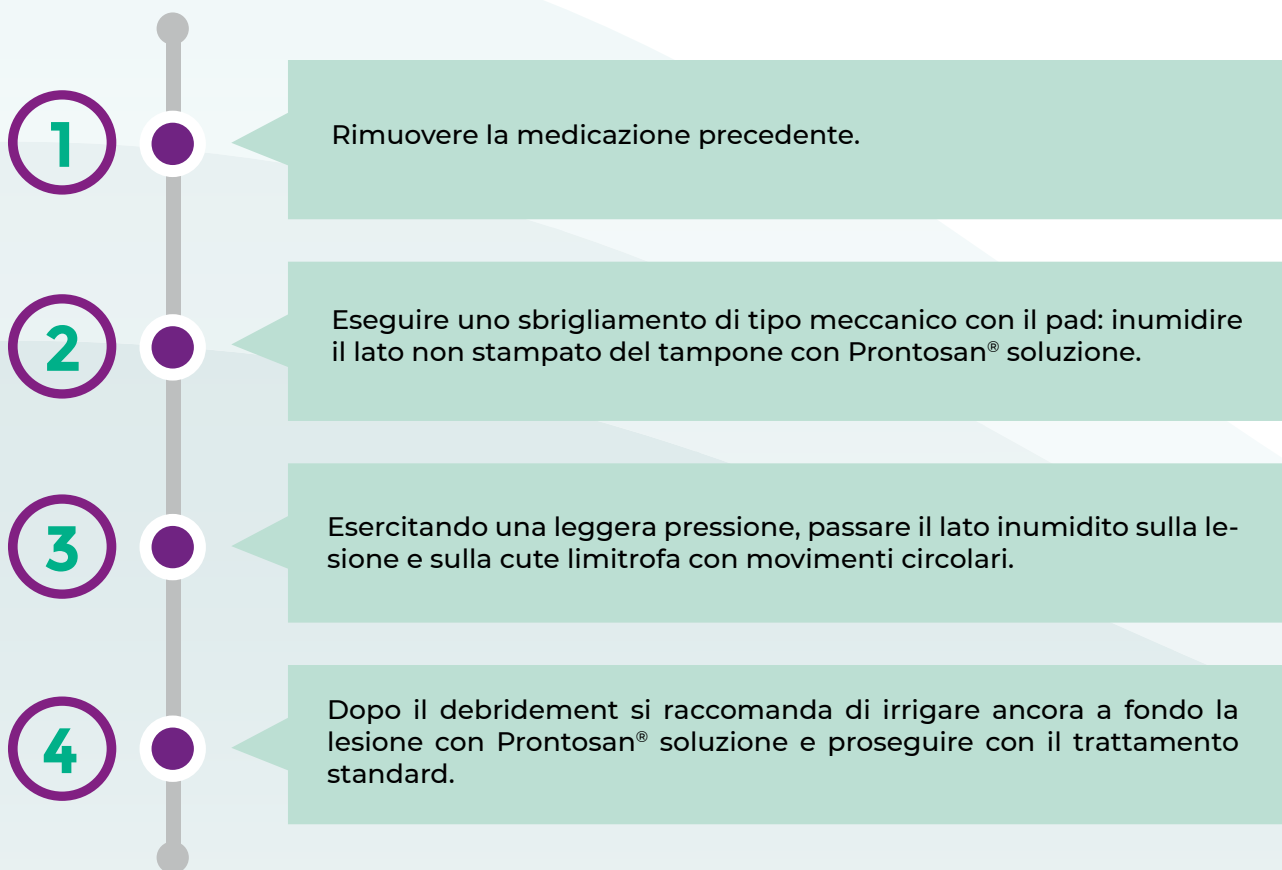 1
Rimuovere la medicazione precedente.
2
Eseguire uno sbrigliamento di tipo meccanico con il pad: inumidire
il lato non stampato del tampone con Prontosan® soluzione.
3
Esercitando una leggera pressione, passare il lato inumidito sulla le-
sione e sulla cute limitrofa con movimenti circolari.
4
Dopo il debridement si raccomanda di irrigare ancora a fondo la
lesione con Prontosan® soluzione e proseguire con il trattamento
standard.